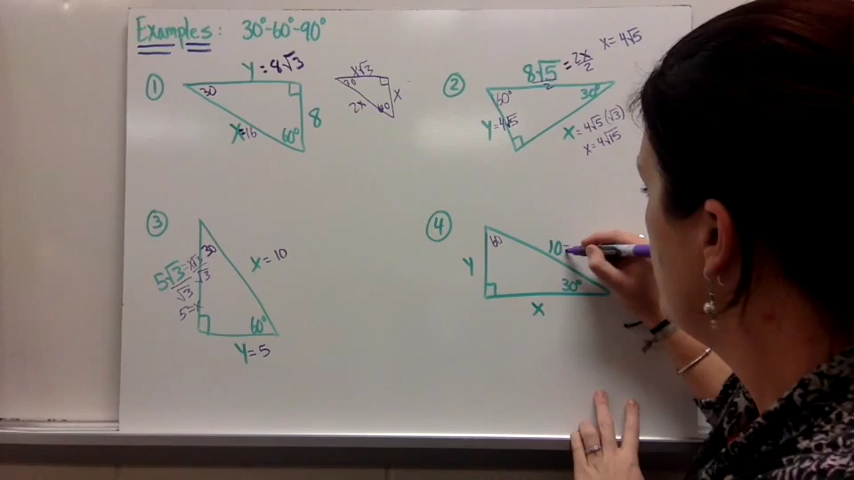 Examples: 30°-60°-90°
① y = 8√3
30
60°
8
x=16
x√3
30
60
x
2x
② 8√5 = 2x
2 2
x = 4√5
60°
30°
y = 4√5
x = 4√5 (√3)
x = 4√15
③ 30
x = 10
5√3 = x√3
√3 √3
5 = x
60°
y = 5
④ 60
10 =
y
30°
x